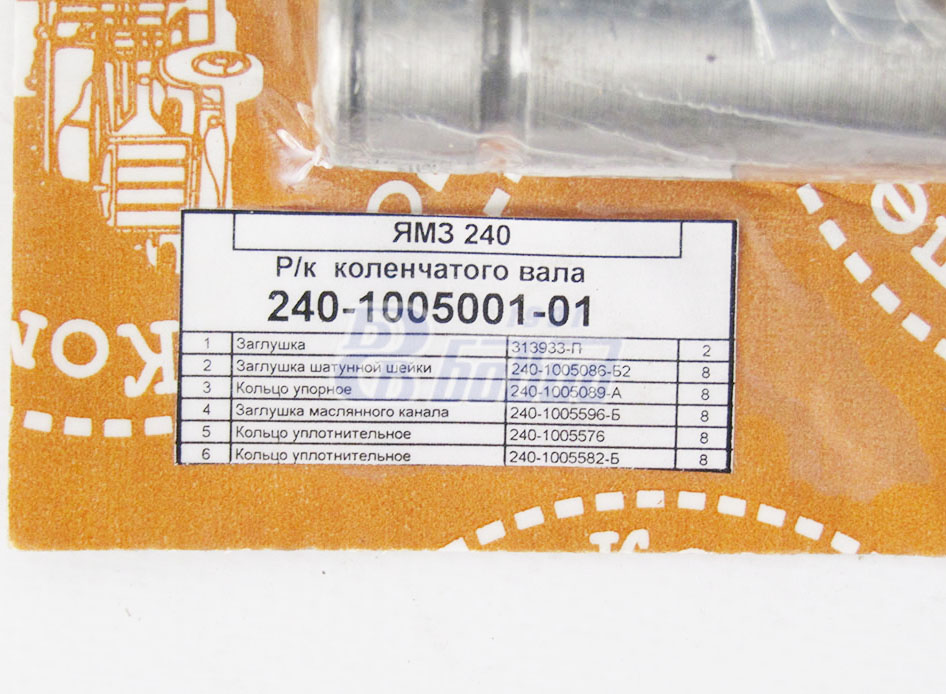 ЯМЗ 240
Р/к коленчатого вала
240-1005001-01
1 Заглушка 313933-П 2
2 Заглушка шатунной шейки 240-1005086-Б2 8
3 Кольцо упорное 240-1005089-А 8
4 Заглушка маслянного канала 240-1005596-Б 8
5 Кольцо уплотнительное 240-1005576 8
6 Кольцо уплотнительное 240-1005582-Б 8